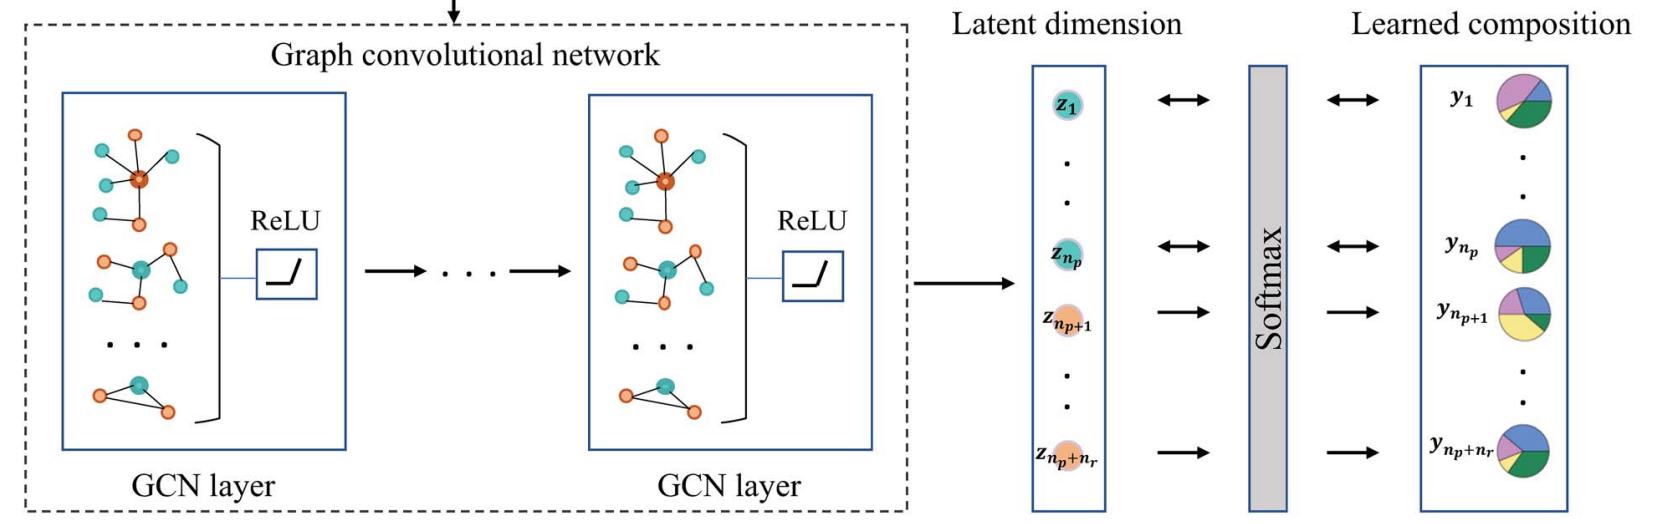 Graph convolutional network
ReLU
. . .
GCN layer
. . .
ReLU
. . .
GCN layer
Latent dimension
z₁
zₙₚ
zₙₚ₊₁
zₙₚ₊ₙᵣ
Softmax
Learned composition
y₁
yₙₚ
yₙₚ₊₁
yₙₚ₊ₙᵣ